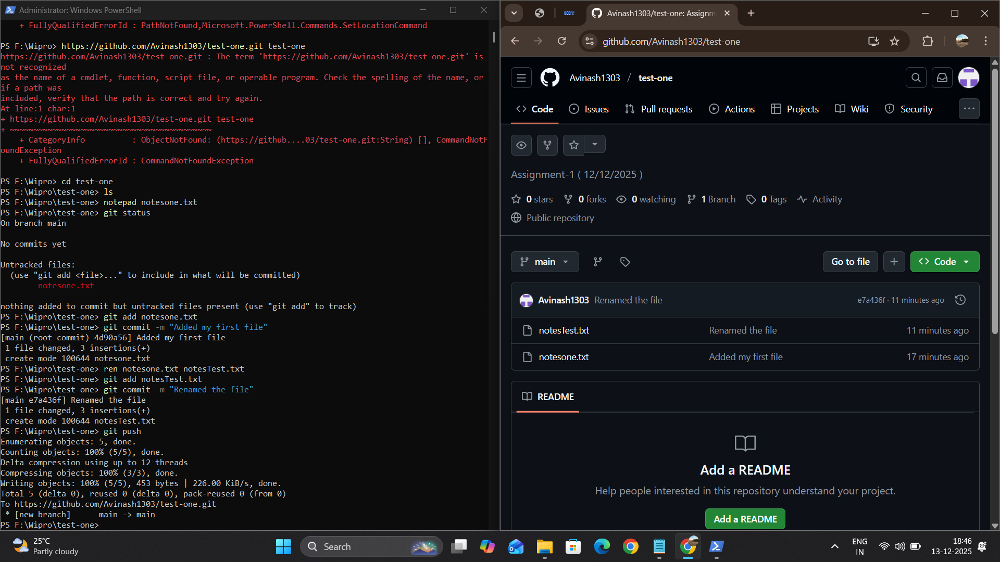 Administrator: Windows PowerShell
    + FullyQualifiedErrorId : PathNotFound,Microsoft.PowerShell.Commands.SetLocationCommand
PS F:\Wipro> https://github.com/Avinash1303/test-one.git test-one
https://github.com/Avinash1303/test-one.git : The term 'https://github.com/Avinash1303/test-one.git' is
not recognized
as the name of a cmdlet, function, script file, or operable program. Check the spelling of the name, or
if a path was
included, verify that the path is correct and try again.
At line:1 char:1
+ https://github.com/Avinash1303/test-one.git test-one
+ ~~~~~~~~~~~~~~~~~~~~~~~~~~~~~~~~~~~~~~~~~~~
    + CategoryInfo          : ObjectNotFound: (https://github....03/test-one.git:String) [], CommandNotF
oundException
    + FullyQualifiedErrorId : CommandNotFoundException
PS F:\Wipro> cd test-one
PS F:\Wipro\test-one> ls
PS F:\Wipro\test-one> notepad notesone.txt
PS F:\Wipro\test-one> git status
On branch main
No commits yet
Untracked files:
  (use "git add <file>..." to include in what will be committed)
        notesone.txt
nothing added to commit but untracked files present (use "git add" to track)
PS F:\Wipro\test-one> git add notesone.txt
PS F:\Wipro\test-one> git commit -m "Added my first file"
[main (root-commit) 4d90a56] Added my first file
 1 file changed, 3 insertions(+)
 create mode 100644 notesone.txt
PS F:\Wipro\test-one> ren notesone.txt notesTest.txt
PS F:\Wipro\test-one> git add notesTest.txt
PS F:\Wipro\test-one> git commit -m "Renamed the file"
[main e7a436f] Renamed the file
 1 file changed, 3 insertions(+)
 create mode 100644 notesTest.txt
PS F:\Wipro\test-one> git push
Enumerating objects: 5, done.
Counting objects: 100% (5/5), done.
Delta compression using up to 12 threads
Compressing objects: 100% (3/3), done.
Writing objects: 100% (5/5), 453 bytes | 226.00 KiB/s, done.
Total 5 (delta 0), reused 0 (delta 0), pack-reused 0 (from 0)
To https://github.com/Avinash1303/test-one.git
 * [new branch]      main -> main
PS F:\Wipro\test-one>
Avinash1303/test-one: Assignm
github.com/Avinash1303/test-one
Avinash1303 / test-one
Code Issues Pull requests Actions Projects Wiki Security
Assignment-1 ( 12/12/2025 )
0 stars 0 forks 0 watching 1 Branch 0 Tags Activity
Public repository
main Go to file Code
Avinash1303 Renamed the file e7a436f · 11 minutes ago
notesTest.txt Renamed the file 11 minutes ago
notesone.txt Added my first file 17 minutes ago
README
Add a README
Help people interested in this repository understand your project.
Add a README
25°C
Partly cloudy
Search
ENG
IN
18:46
13-12-2025